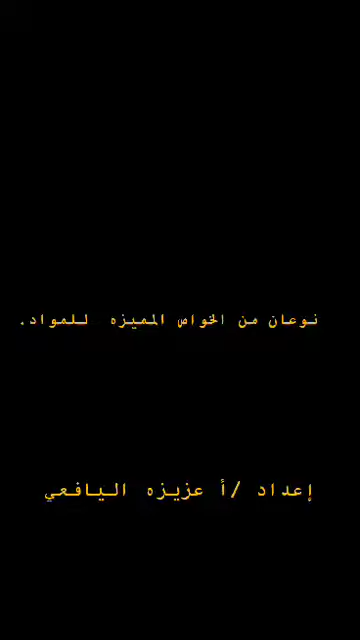 نوعان من الخواص المميزه للمواد.
إعداد /أ عزيزه اليافعي